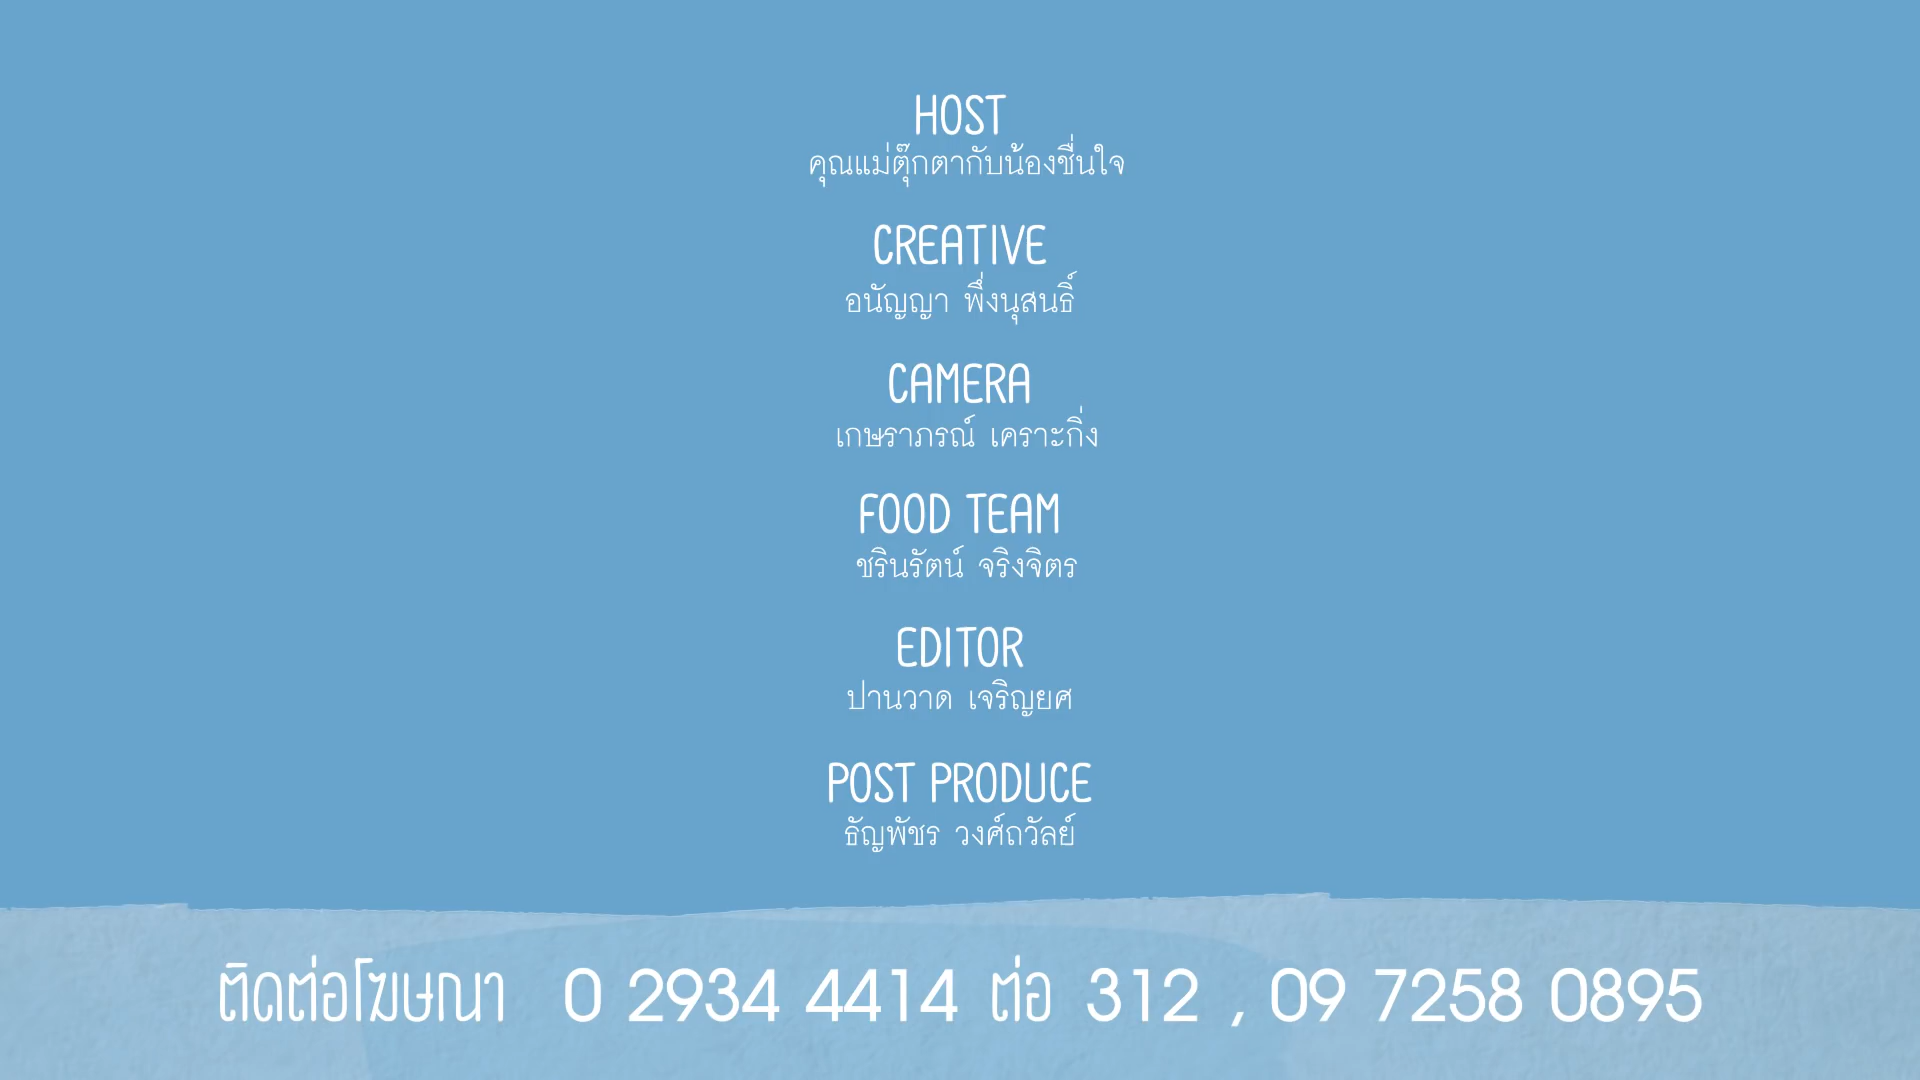 HOST
คุณแม่ตุ๊กตากับน้องชื่นใจ
CREATIVE
อนัญญา พึ่งนุสนธิ์
CAMERA
เกษราภรณ์ เคราะกิ่ง
FOOD TEAM
ชรินรัตน์ จริงจิตร
EDITOR
ปานวาด เจริญยศ
POST PRODUCE
ธัญพัชร วงศ์ถวัลย์
ติดต่อโฆษณา 0 2934 4414 ต่อ 312 , 09 7258 0895